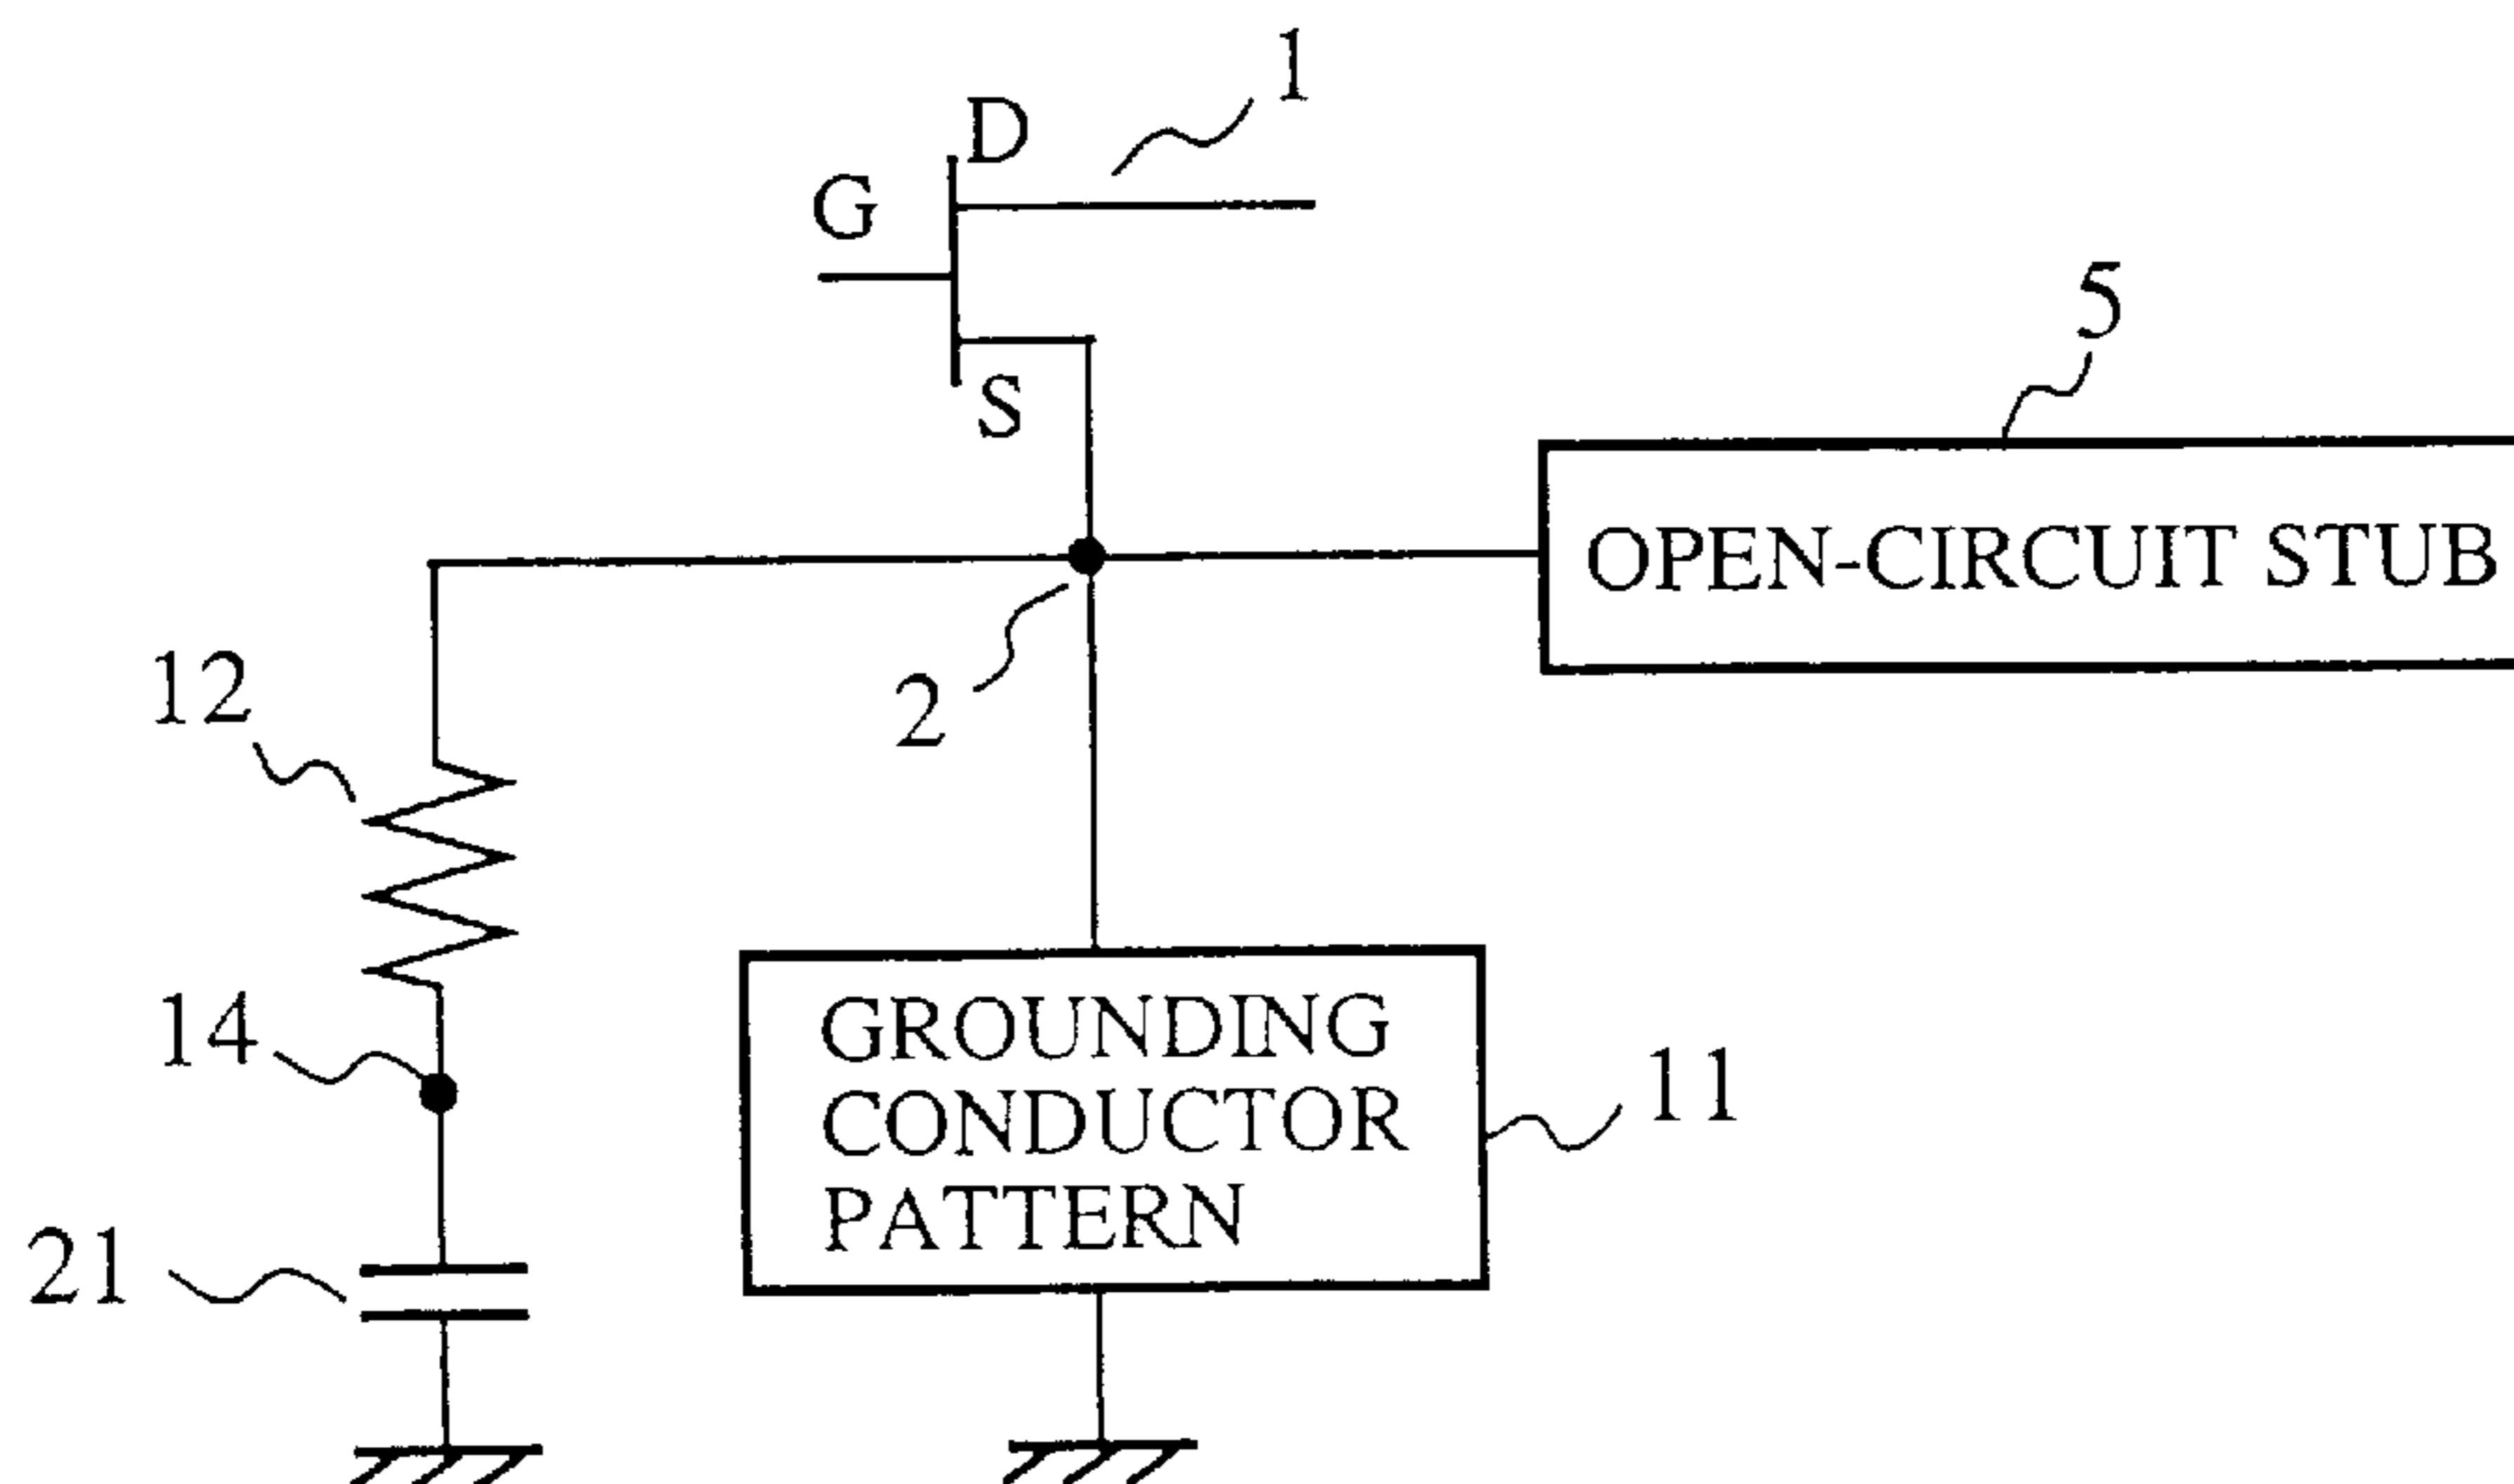 1
D
G
S
5
OPEN-CIRCUIT STUB
2
12
14
GROUNDING
CONDUCTOR
PATTERN
11
21